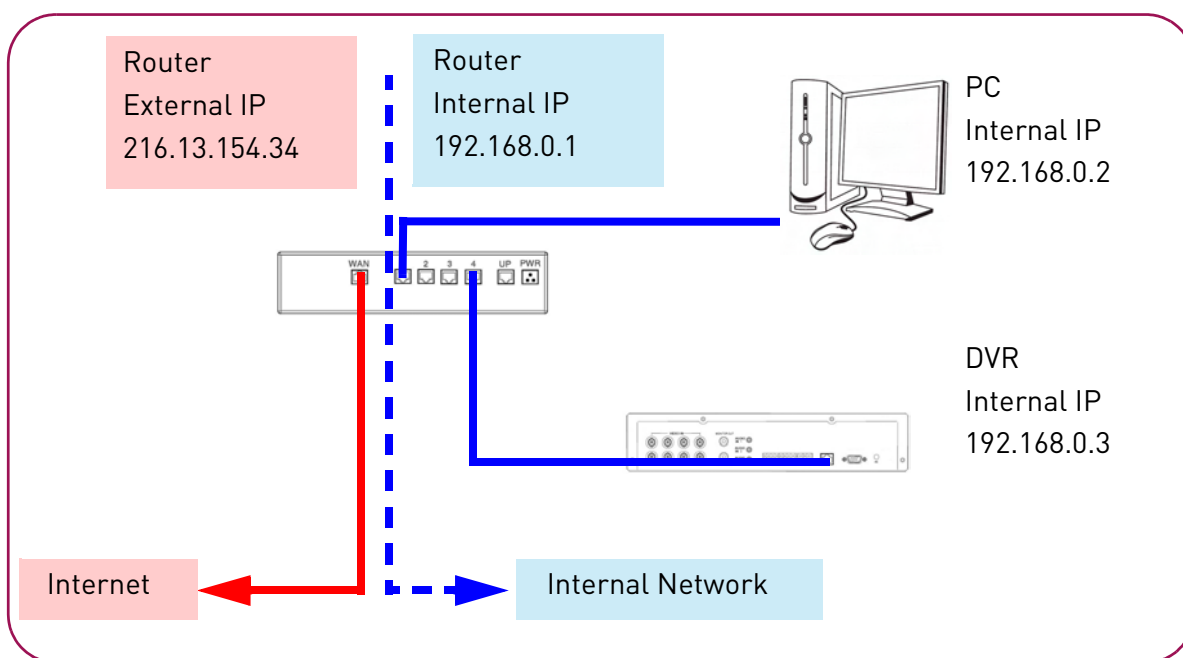 Router
External IP
216.13.154.34
Router
Internal IP
192.168.0.1
PC
Internal IP
192.168.0.2
WAN 2 3 4 UP PWR
DVR
Internal IP
192.168.0.3
Internet
Internal Network